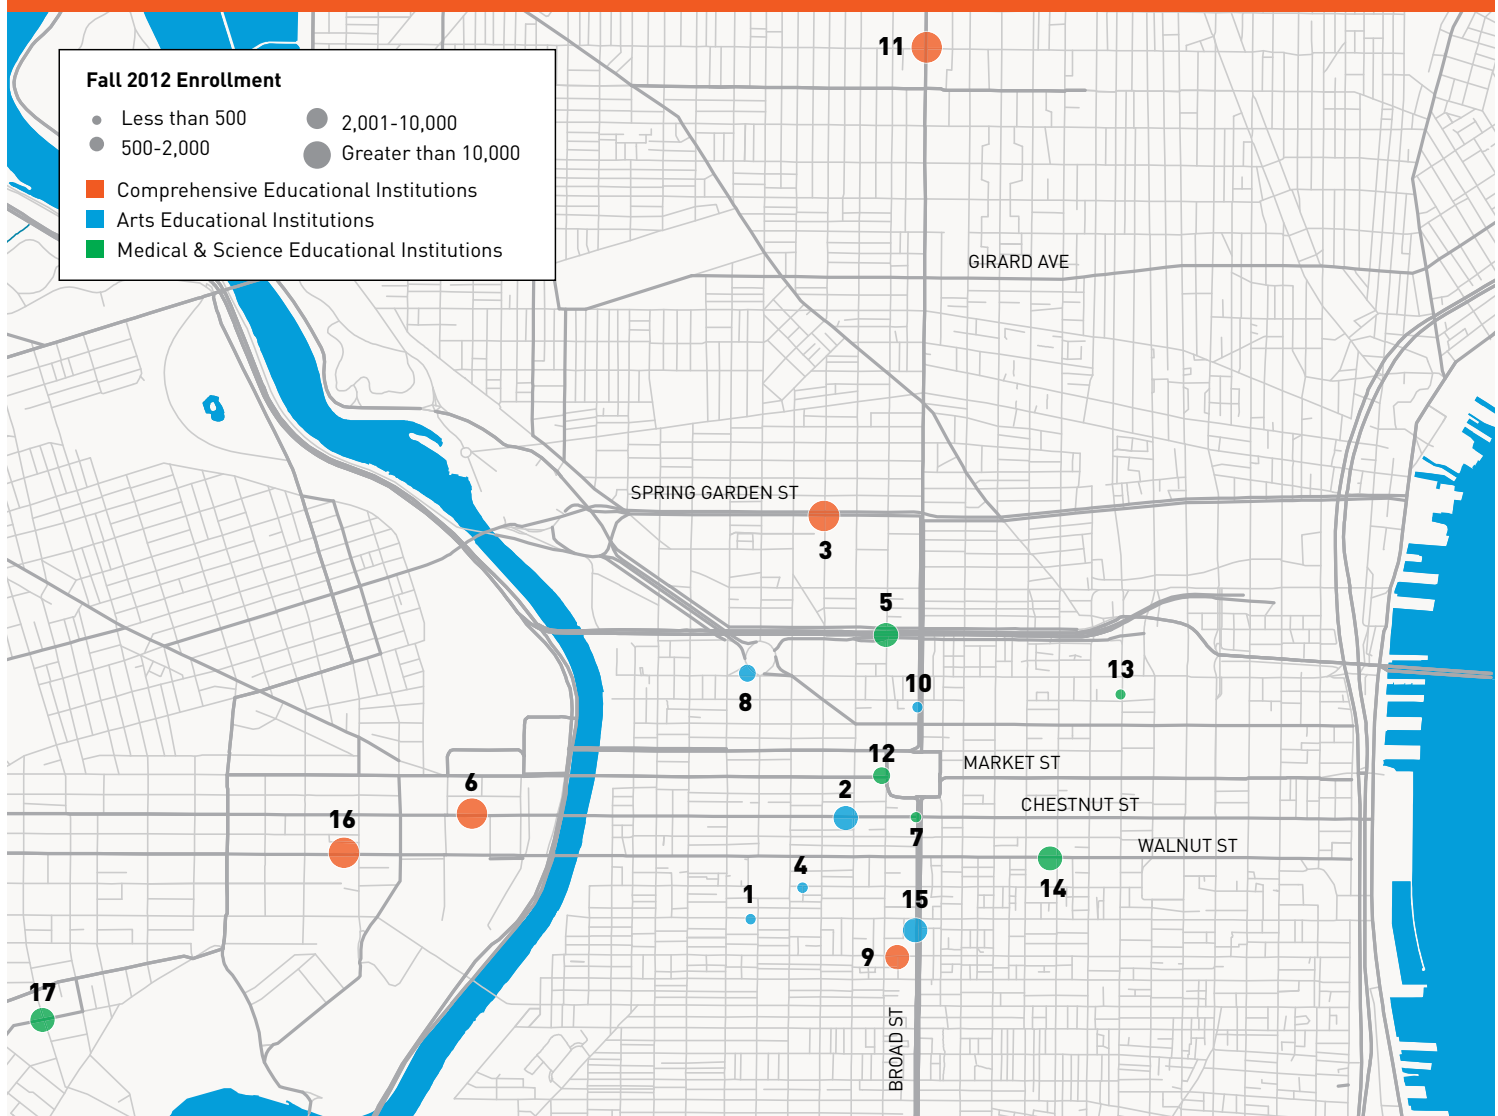 Fall 2012 Enrollment
Less than 500
500-2,000
2,001-10,000
Greater than 10,000
Comprehensive Educational Institutions
Arts Educational Institutions
Medical & Science Educational Institutions
11
GIRARD AVE
SPRING GARDEN ST
3
5
13
10
8
12
MARKET ST
6
2
CHESTNUT ST
16
7
WALNUT ST
4
14
1
15
9
17
BROAD ST